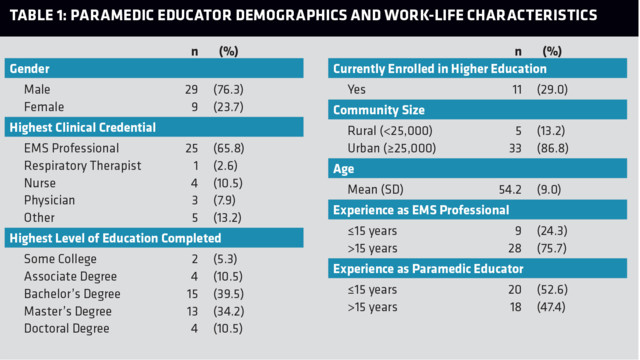 TABLE 1: PARAMEDIC EDUCATOR DEMOGRAPHICS AND WORK-LIFE CHARACTERISTICS
n (%)
Gender
Male 29 (76.3)
Female 9 (23.7)
Highest Clinical Credential
EMS Professional 25 (65.8)
Respiratory Therapist 1 (2.6)
Nurse 4 (10.5)
Physician 3 (7.9)
Other 5 (13.2)
Highest Level of Education Completed
Some College 2 (5.3)
Associate Degree 4 (10.5)
Bachelor's Degree 15 (39.5)
Master's Degree 13 (34.2)
Doctoral Degree 4 (10.5)
n (%)
Currently Enrolled in Higher Education
Yes 11 (29.0)
Community Size
Rural (<25,000) 5 (13.2)
Urban (≥25,000) 33 (86.8)
Age
Mean (SD) 54.2 (9.0)
Experience as EMS Professional
≤15 years 9 (24.3)
>15 years 28 (75.7)
Experience as Paramedic Educator
≤15 years 20 (52.6)
>15 years 18 (47.4)